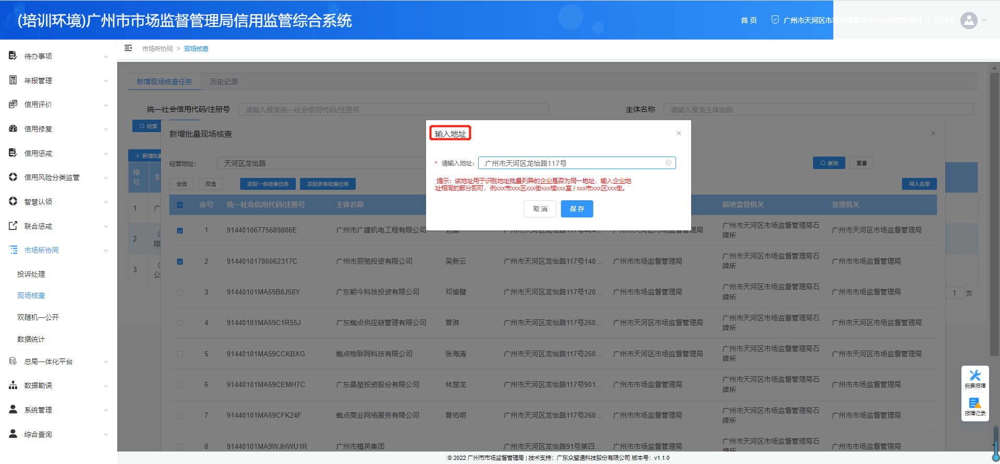 (培训环境)广州市市场监督管理局信用监管综合系统
首页
广州市天河区市场监督管理局企业监督管理科
待办事项
年报管理
信用评价
信用修复
信用惩戒
信用风险分类监管
智慧认领
联合惩戒
市场所协同
投诉处理
现场核查
双随机一公开
数据统计
总局一体化平台
数据勘误
系统管理
综合查询
市场所协同 > 现场核查
新增现场核查任务 历史记录
统一社会信用代码/注册号 请输入搜索统一社会信用代码/注册号 主体名称 请输入搜索主体名称
检索
新增批量
序号 主
1 广
2 （
限
3 （
公
1 页
新增批量现场核查
经营地址: 天河区龙怡路 查询 重置
全选 反选 发起一条检查任务 发起多条检查任务 导入名单
序号 统一社会信用代码/注册号 主体名称 属地监管机关 受理机关
1 91440106775689886E 广州市广建机电工程有限公司 广州市天河区市场监督管理局石牌所 广州市天河区市场监督管理局
2 91440101786062317C 广州市丽驰投资有限公司 吴新云 广州市天河区龙怡路117号140... 广州市市场监督管理局 广州市天河区市场监督管理局石牌所 广州市天河区市场监督管理局
3 91440101MA59B8J58Y 广东朝今科技投资有限公司 邓瑜璧 广州市天河区龙怡路117号120... 广州市市场监督管理局 广州市天河区市场监督管理局石牌所 广州市天河区市场监督管理局
4 91440101MA59C1R55J 广东蜘点供应链管理有限公司 曾琳 广州市天河区龙怡路117号260... 广州市天河区市场监督管理局 广州市天河区市场监督管理局石牌所 广州市天河区市场监督管理局
5 91440101MA59CCKBXG 蜘点物联网科技有限公司 张海涛 广州市天河区龙怡路117号260... 广州市天河区市场监督管理局 广州市天河区市场监督管理局石牌所 广州市天河区市场监督管理局
6 91440101MA59CEMH7C 广东晶堃投资股份有限公司 林楚龙 广州市天河区龙怡路117号901... 广州市市场监督管理局 广州市天河区市场监督管理局石牌所 广州市天河区市场监督管理局
7 91440101MA59CFK24F 蜘点商业网络服务有限公司 曾佑明 广州市天河区龙怡路117号260... 广州市市场监督管理局 广州市天河区市场监督管理局石牌所 广州市天河区市场监督管理局
8 91440101MA9WJHWU1R 广州市植英集团 广州市天河区龙怡路91号第四... 广州市市场监督管理局 广州市天河区市场监督管理局石牌所 广州市天河区市场监督管理局
输入地址
* 请输入地址: 广州市天河区龙怡路117号
提示：该地址用于识别地址批量列异的企业是否为同一地址，输入企业地
址相同的部分即可，例xxx市xxx区xxx街xxx楼xxx室 / xxx市xxx区xxx街。
取消 保存
我要报障
报障记录
© 2022 广州市市场监督管理局 | 技术支持：广东众望通科技股份有限公司 版本号：v1.1.0